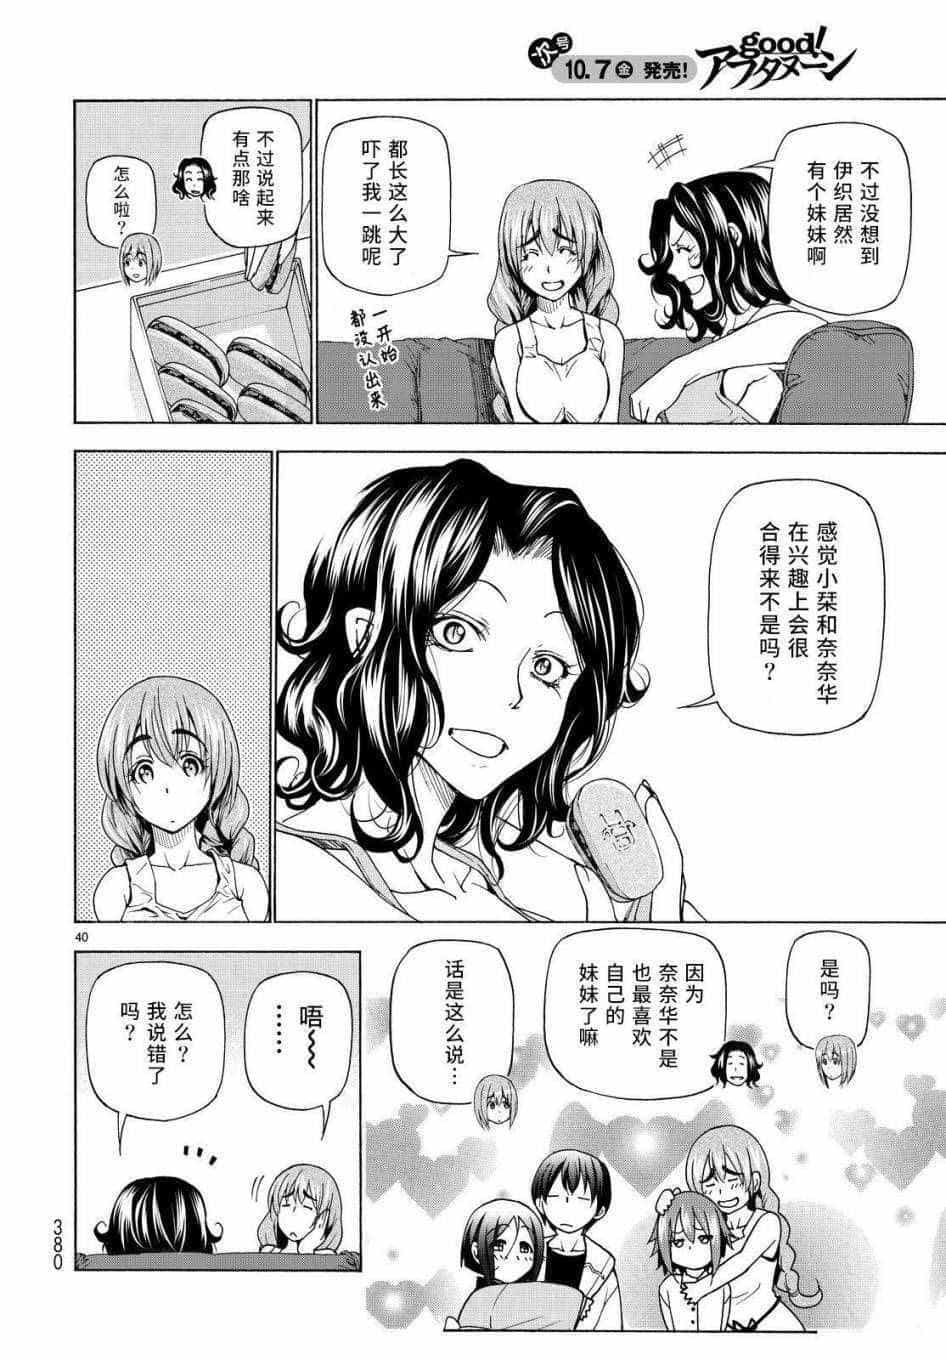 次号
10.7金 発売!
good!
アフタヌーン
不过没想到
伊织居然
有个妹妹啊
都长这么大了
吓了我一跳呢
一开始
都没认出来
不过说起来
有点那啥
怎么啦?
感觉小栞和奈奈华
在兴趣上会很
合得来不是吗?
40
是吗?
因为
奈奈华不是
也最喜欢
自己的
妹妹了嘛
话是这么说…
唔~~
……
怎么?
我说错了
吗?
380